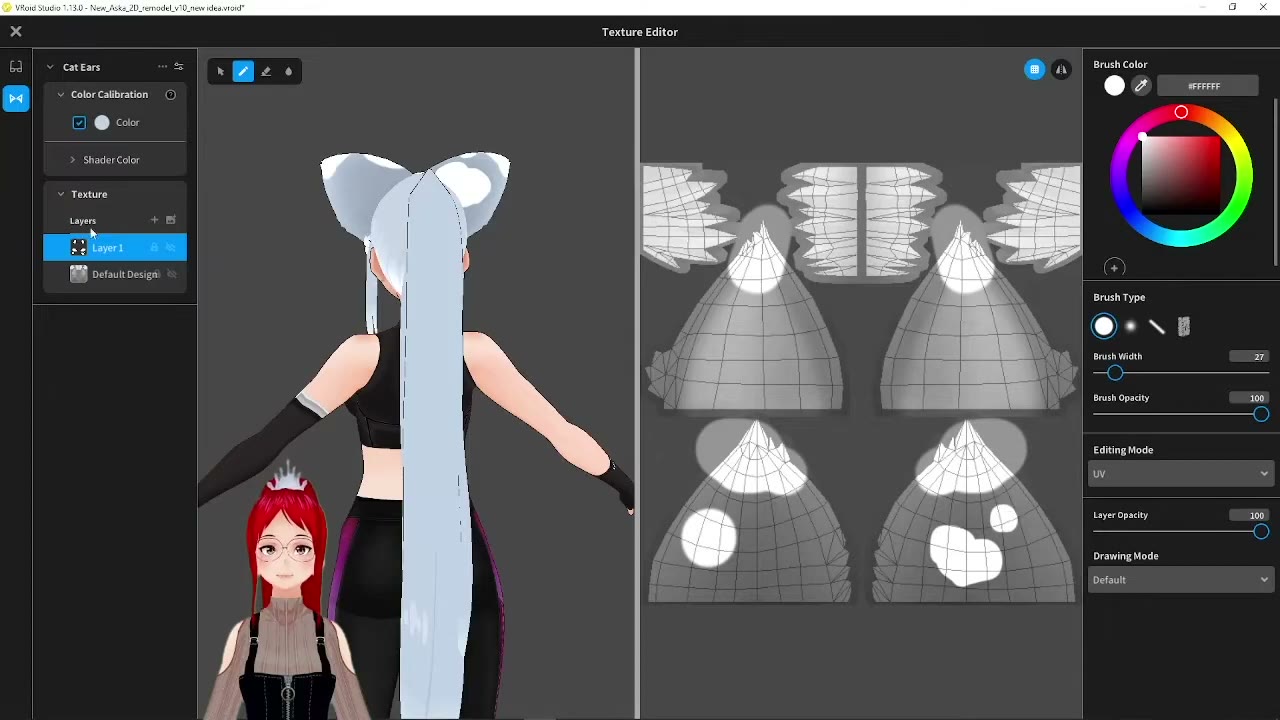 VRoid Studio 1.13.0 - New_Aska_2D_remodel_v10_new idea.vroid*
Texture Editor
Cat Ears
Color Calibration
Color
Shader Color
Texture
Layers
Layer 1
Default Design
Brush Color
#FFFFFF
Brush Type
Brush Width
27
Brush Opacity
100
Editing Mode
UV
Layer Opacity
100
Drawing Mode
Default